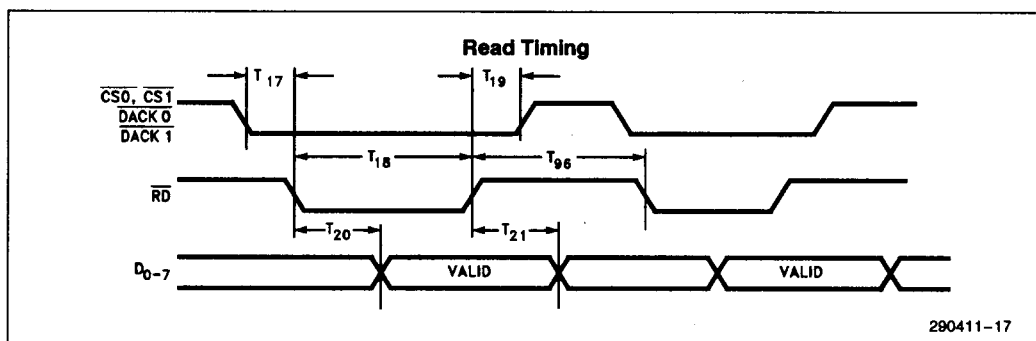 Read Timing
T17
T19
CS0, CS1
DACK 0
DACK 1
T18
T96
RD
T20
T21
D0-7
VALID
VALID
290411-17